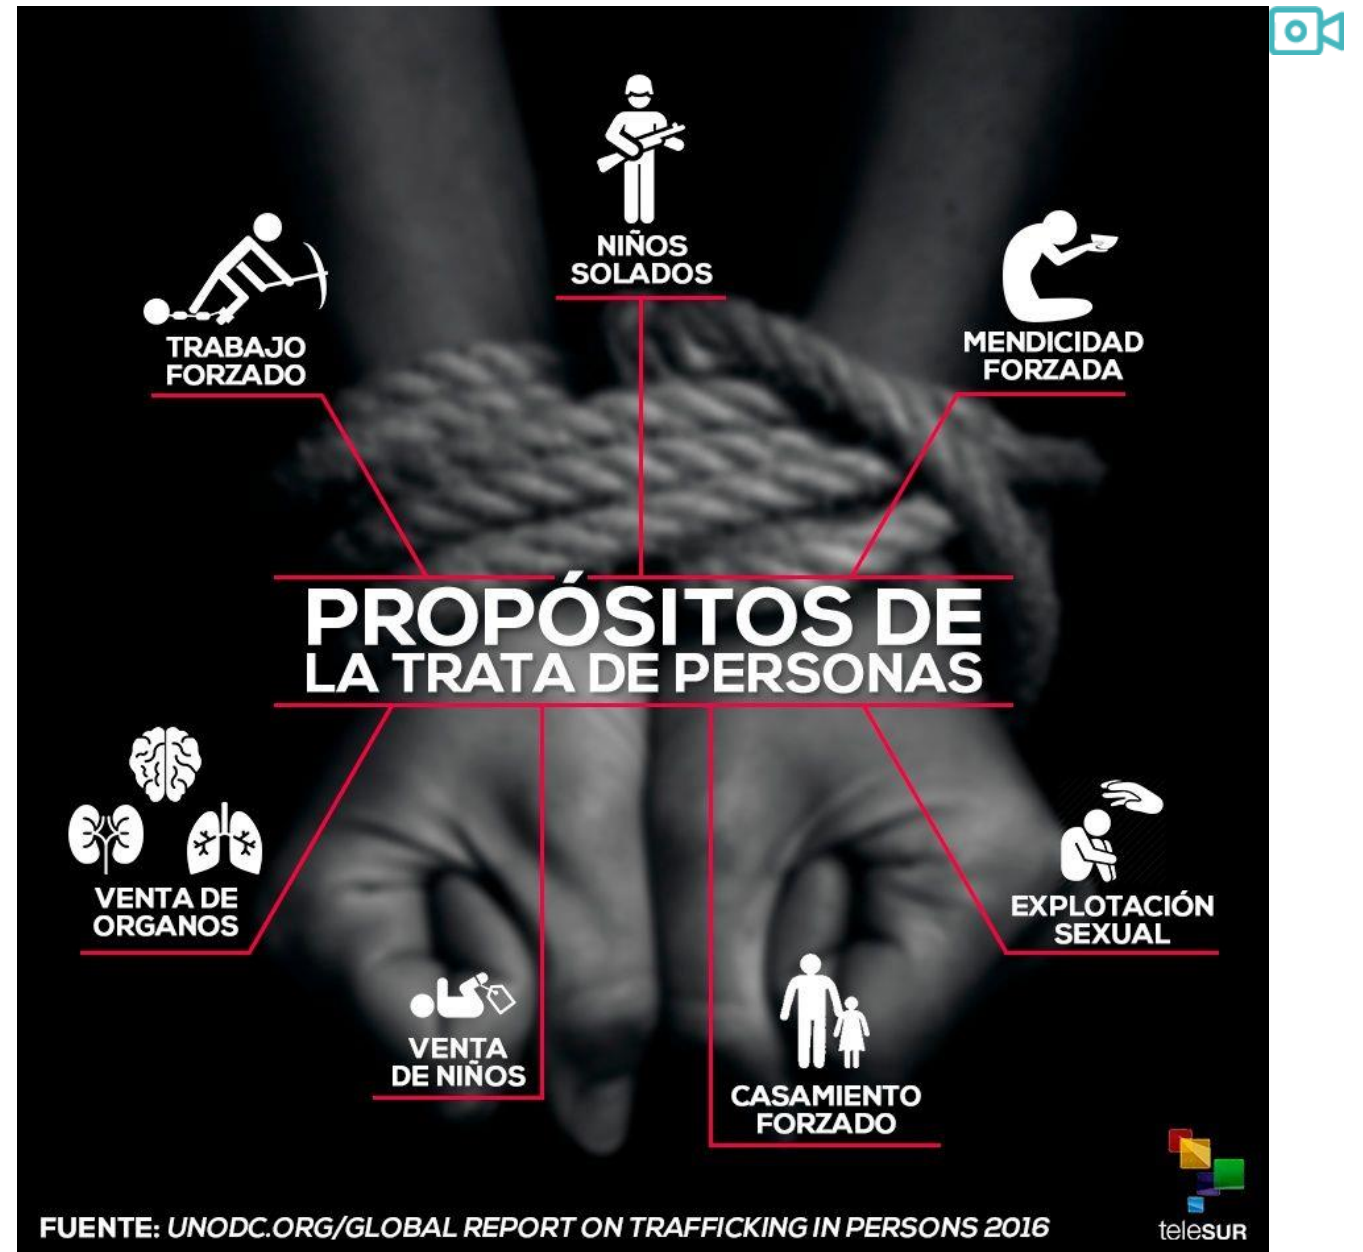 NIÑOS
SOLADOS
TRABAJO
FORZADO
MENDICIDAD
FORZADA
PROPÓSITOS DE
LA TRATA DE PERSONAS
VENTA DE
ORGANOS
EXPLOTACIÓN
SEXUAL
VENTA
DE NIÑOS
CASAMIENTO
FORZADO
FUENTE: UNODC.ORG/GLOBAL REPORT ON TRAFFICKING IN PERSONS 2016
teleSUR